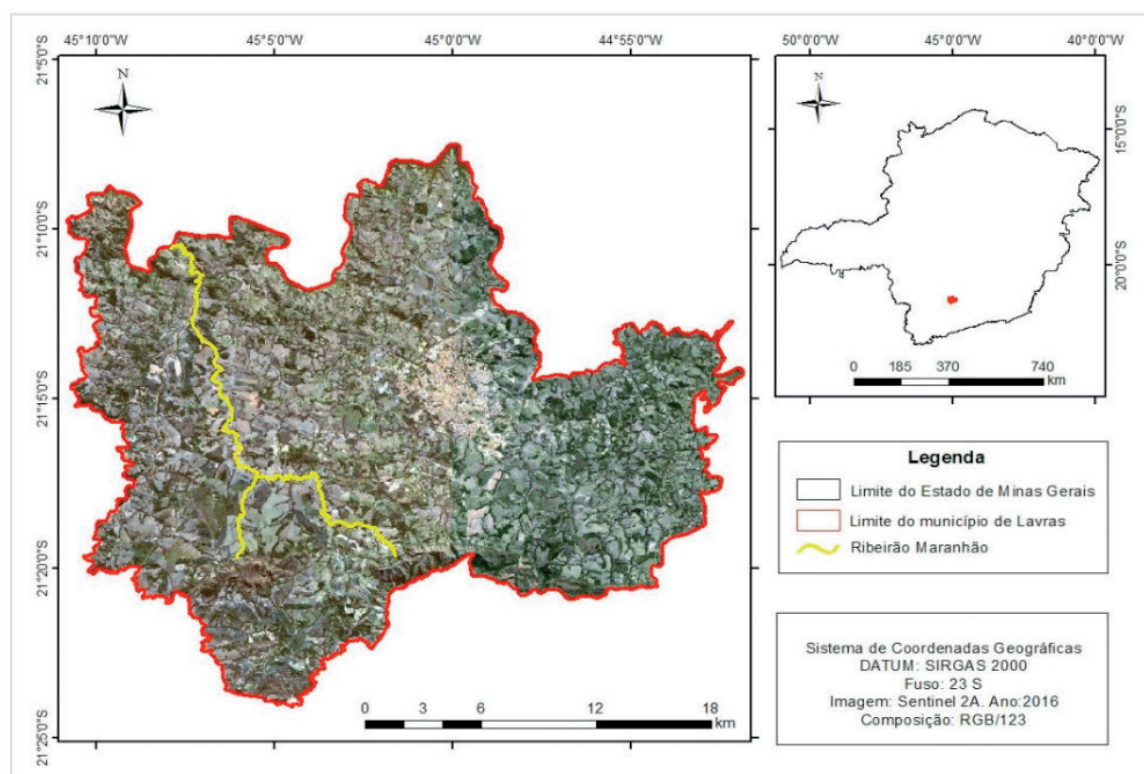 45°10'0"W 45°5'0"W 45°0'0"W 44°55'0"W
21°5'0"S
21°10'0"S
21°15'0"S
21°20'0"S
21°25'0"S
N
0 3 6 12 18
km
50°0'0"W 45°0'0"W 40°0'0"W
15°0'0"S
20°0'0"S
N
0 185 370 740
km
Legenda
Limite do Estado de Minas Gerais
Limite do município de Lavras
Ribeirão Maranhão
Sistema de Coordenadas Geográficas
DATUM: SIRGAS 2000
Fuso: 23 S
Imagem: Sentinel 2A. Ano:2016
Composição: RGB/123